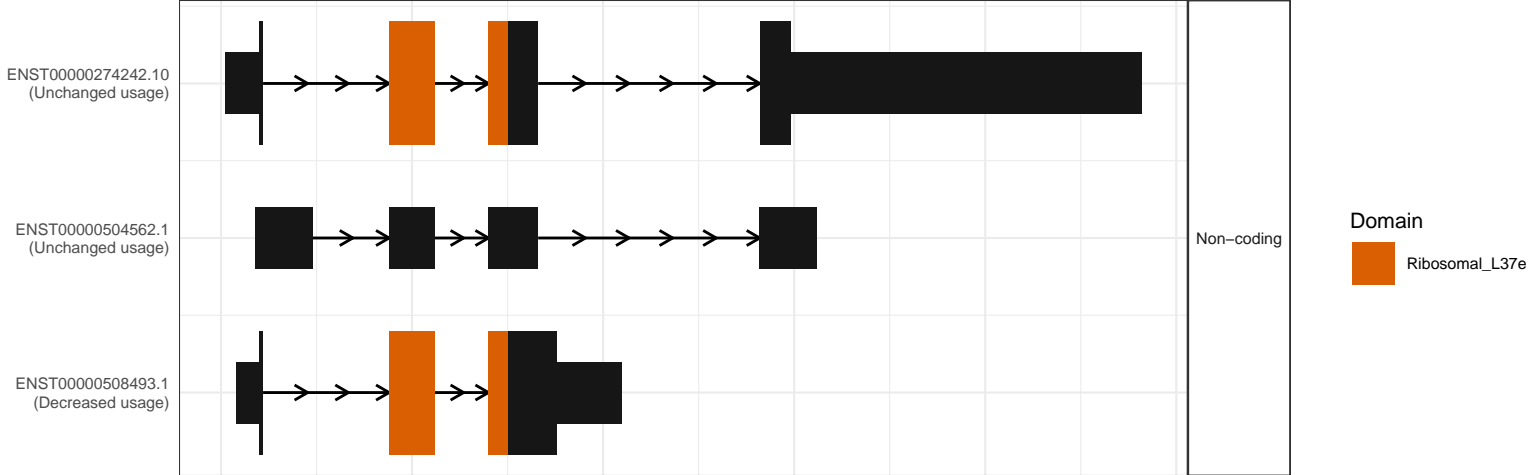 ENST00000274242.10
(Unchanged usage)
ENST00000504562.1
(Unchanged usage)
ENST00000508493.1
(Decreased usage)
Non−coding
Domain
Ribosomal_L37e